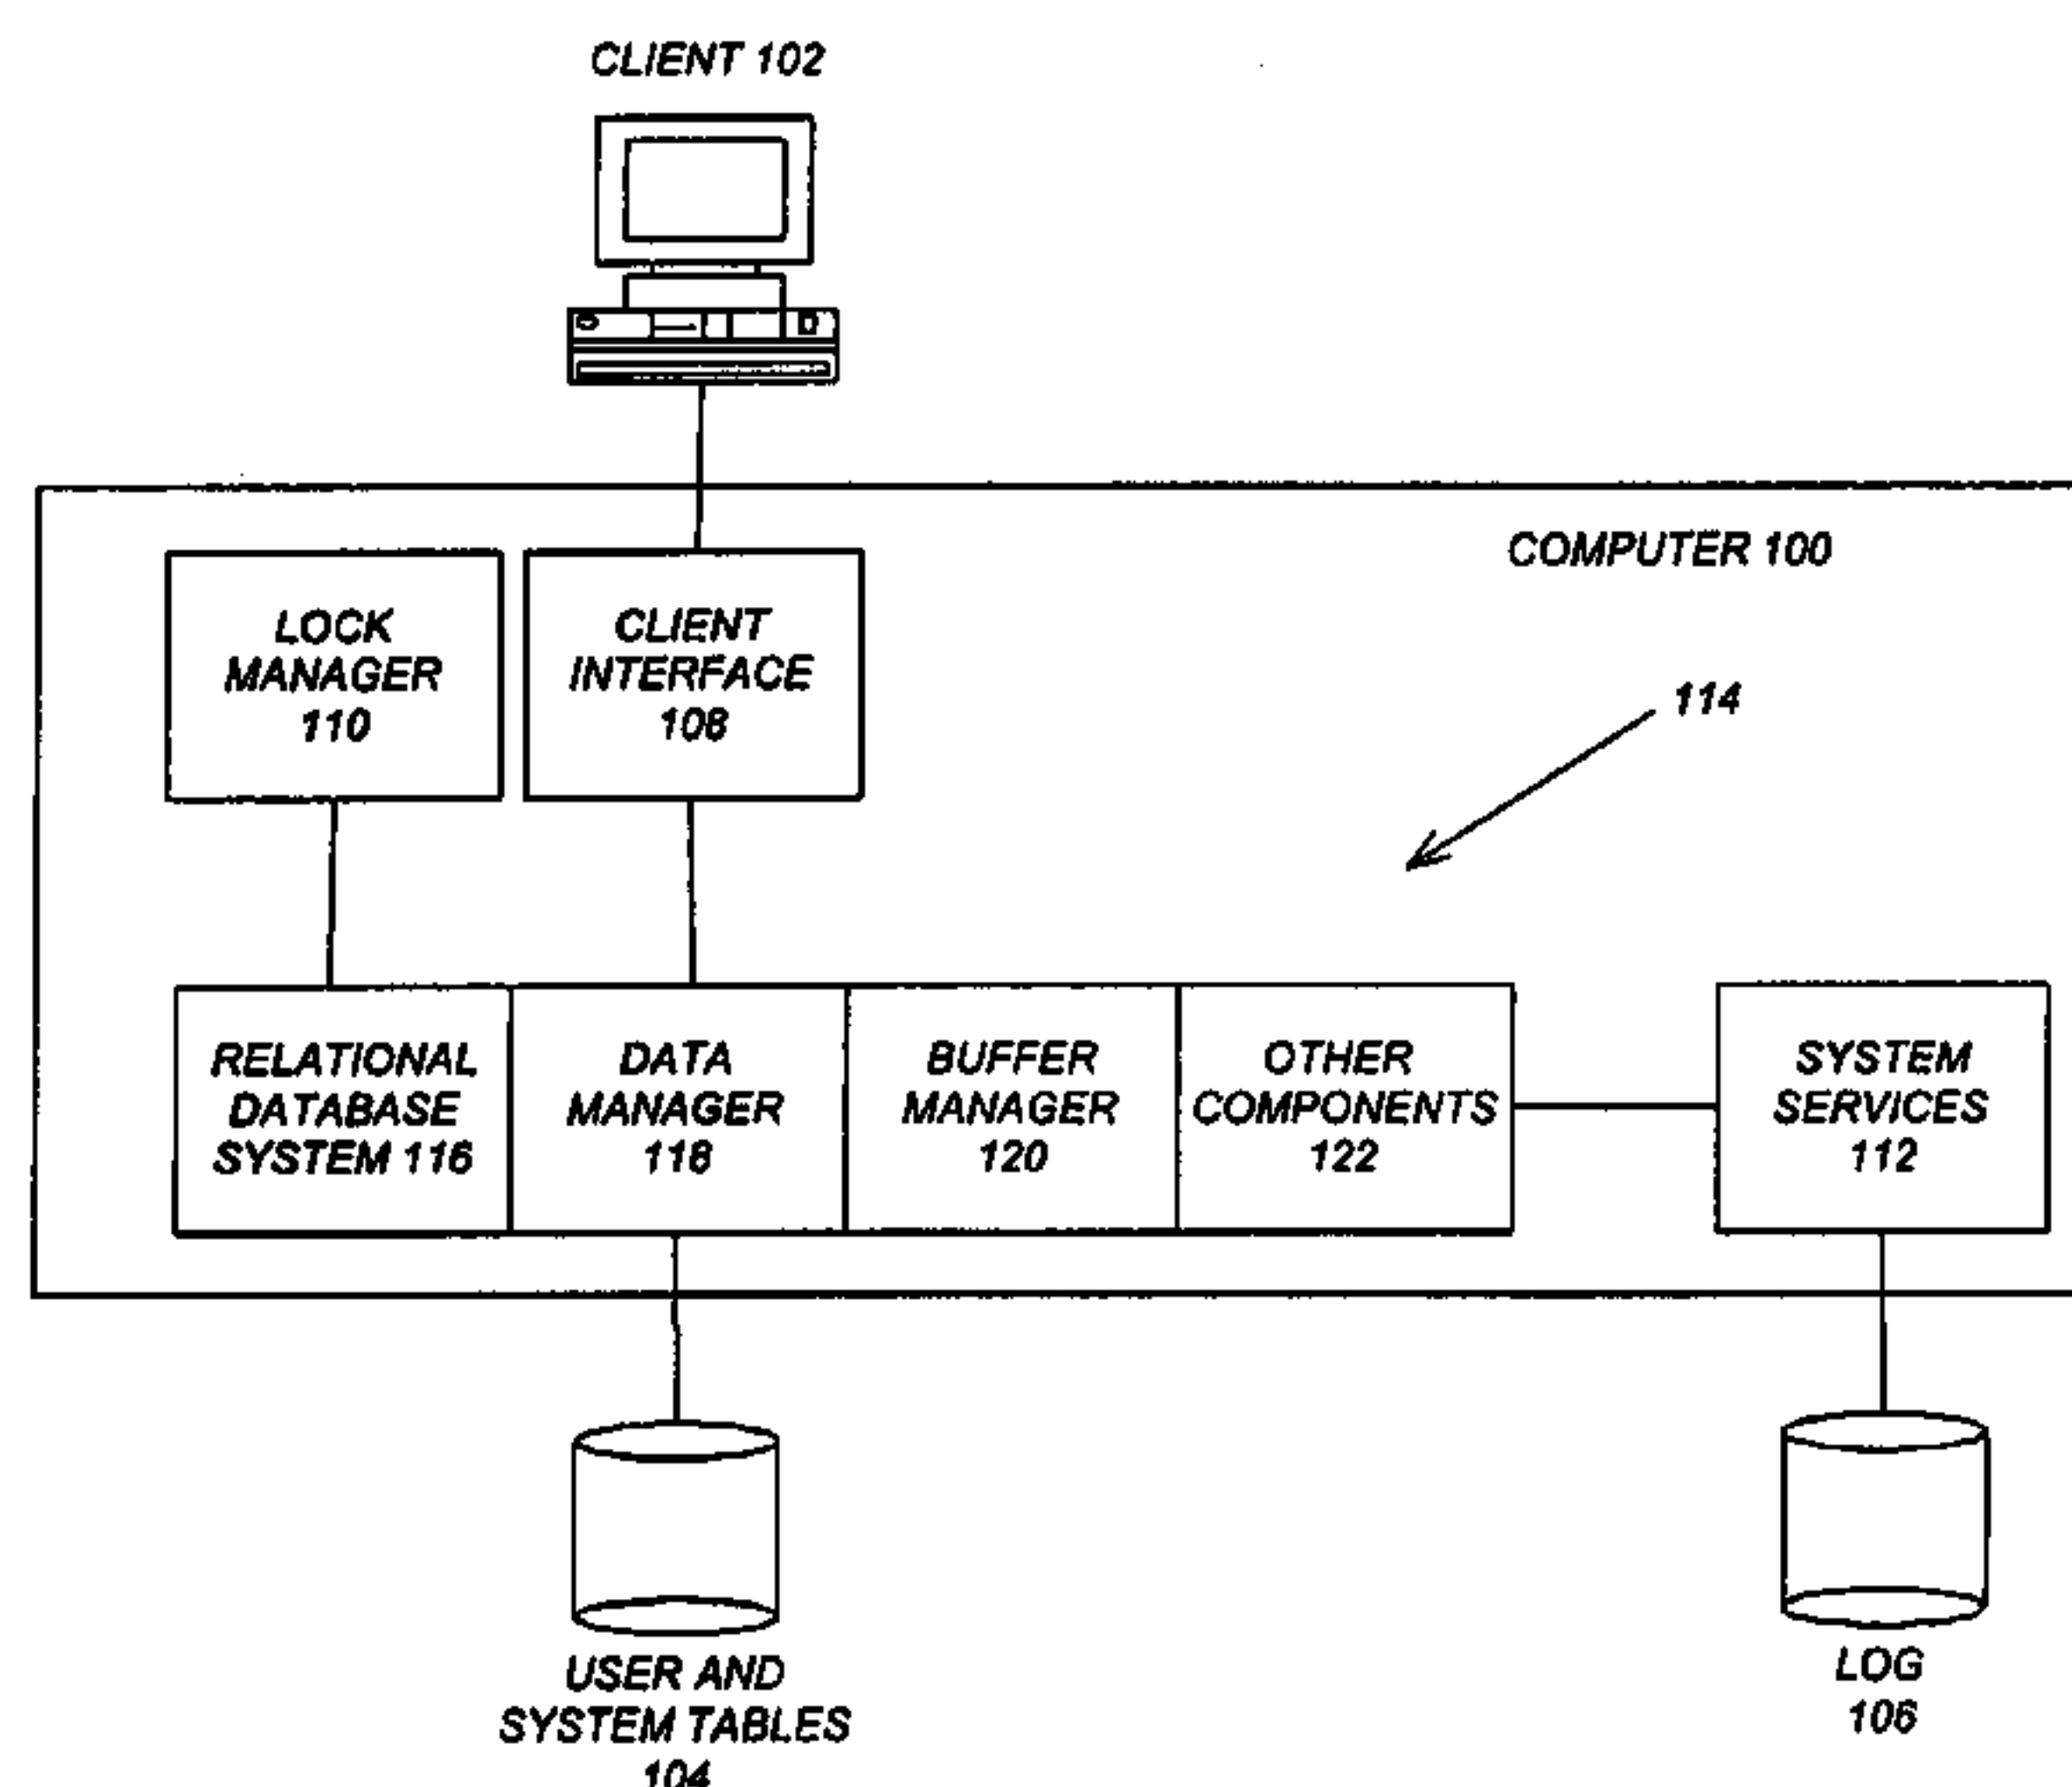 CLIENT 102
COMPUTER 100
LOCK
MANAGER
110
CLIENT
INTERFACE
108
114
RELATIONAL
DATABASE
SYSTEM 116
DATA
MANAGER
118
BUFFER
MANAGER
120
OTHER
COMPONENTS
122
SYSTEM
SERVICES
112
USER AND
SYSTEM TABLES
104
LOG
106